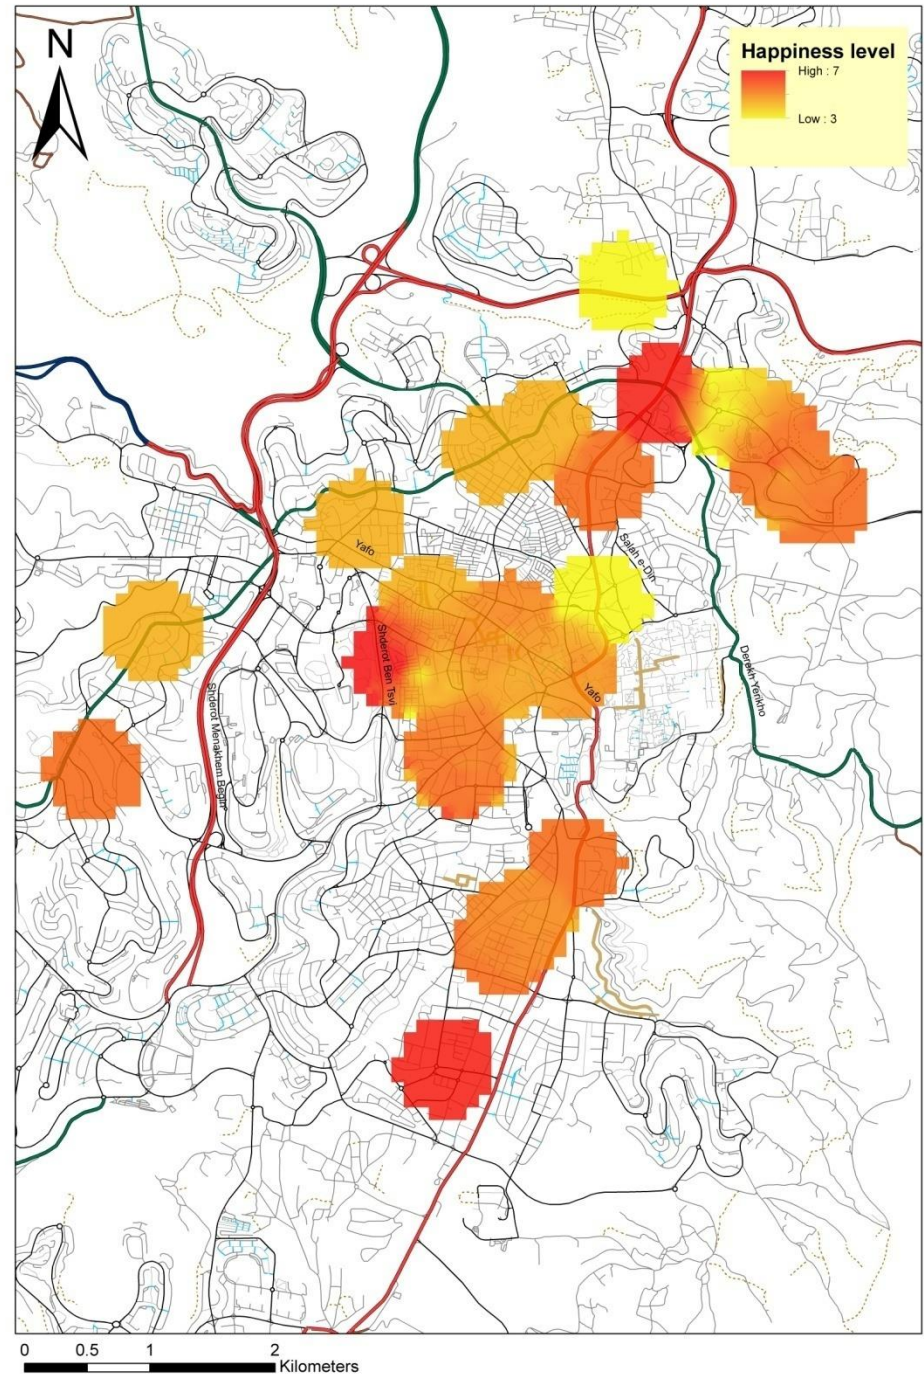 N
Happiness level
High : 7
Low : 3
Salah e-Din
Yafo
Shderot Ben Tsvi
Derekh Yerikho
Yafo
Shderot Menakhem Begin
0 0.5 1 2
Kilometers